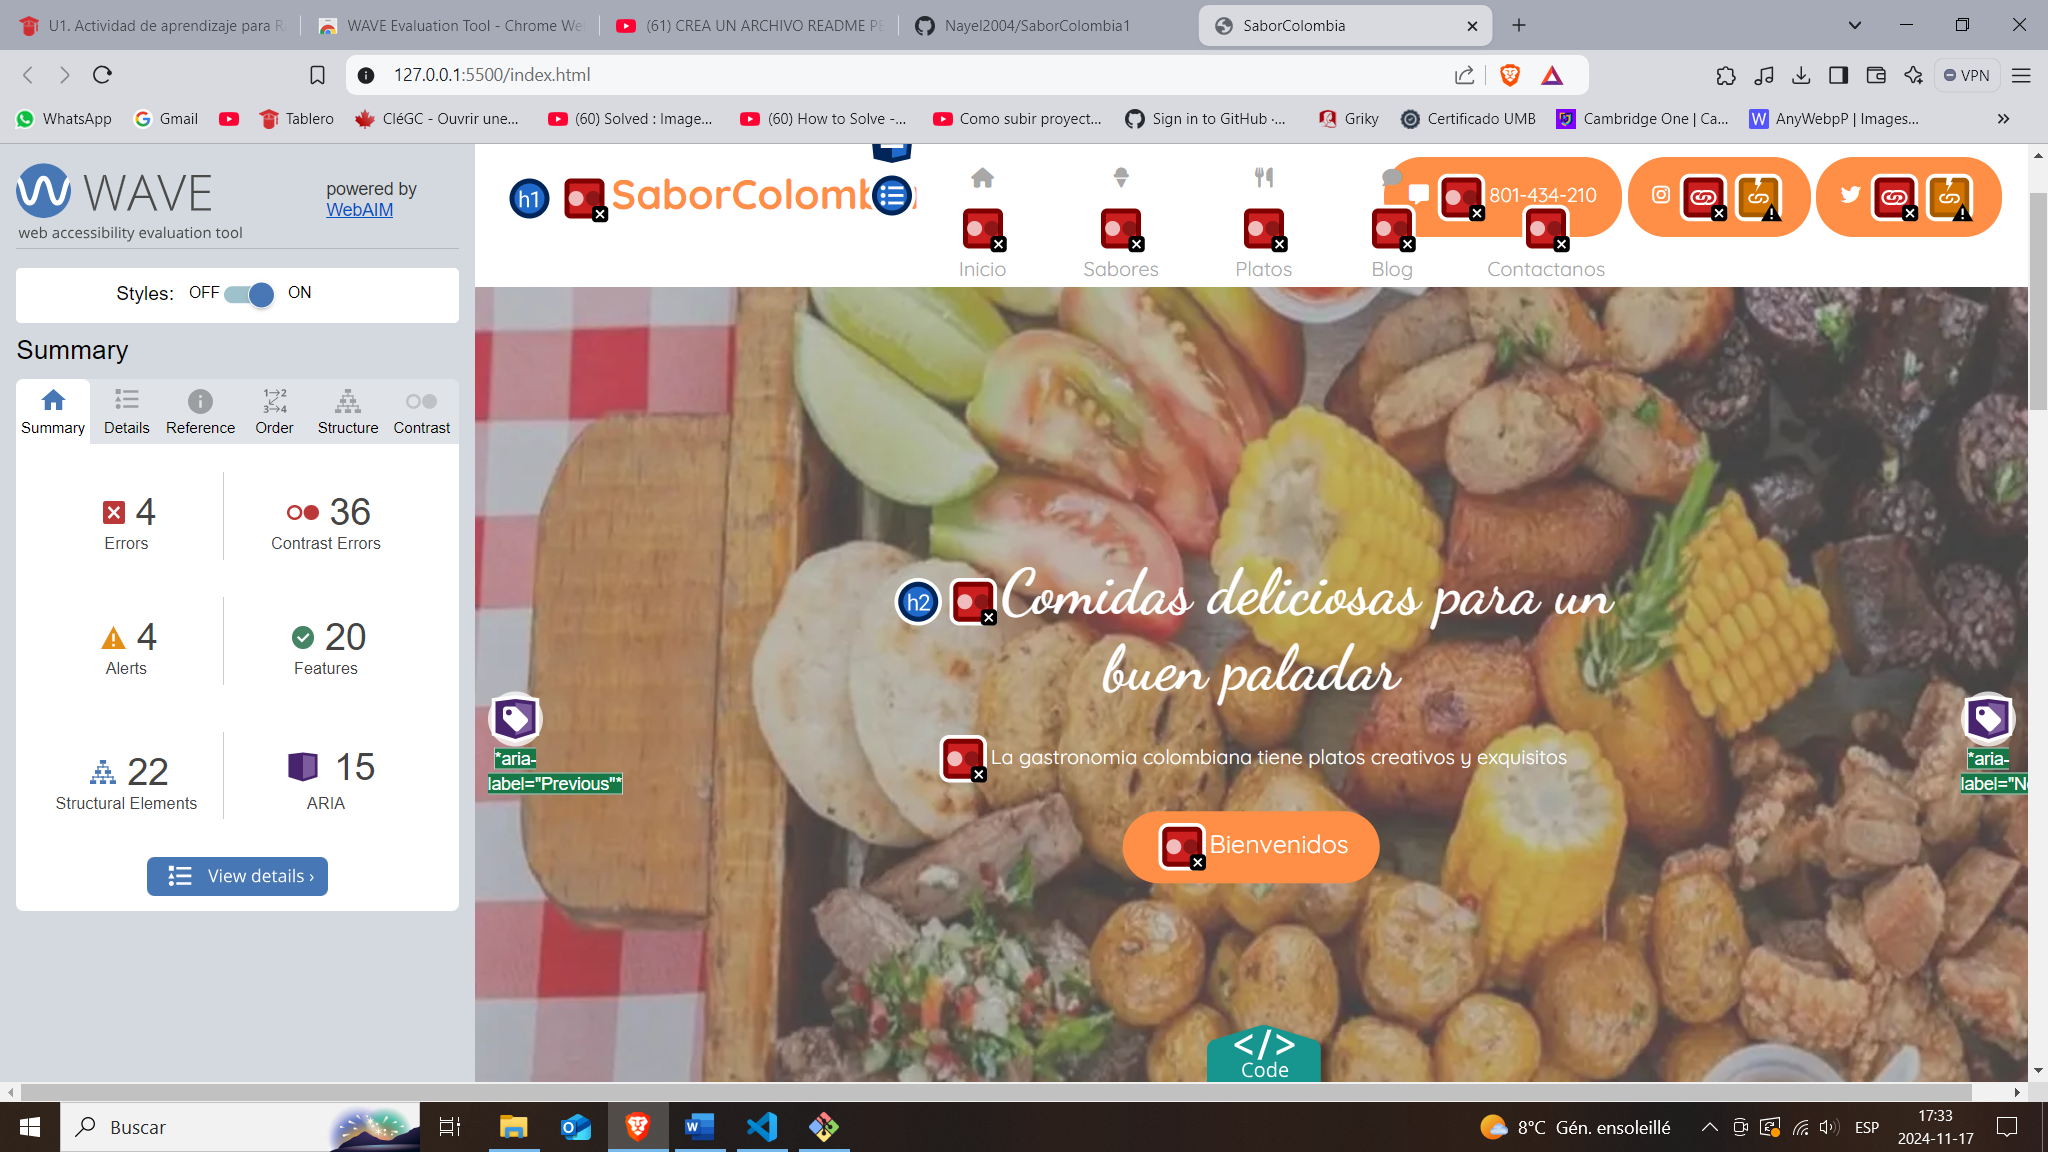 U1. Actividad de aprendizaje para R
WAVE Evaluation Tool - Chrome We
(61) CREA UN ARCHIVO README PE
Nayel2004/SaborColombia1
SaborColombia
127.0.0.1:5500/index.html
VPN
WhatsApp
Gmail
Tablero
CléGC - Ouvrir une...
(60) Solved : Image...
(60) How to Solve -...
Como subir proyect...
Sign in to GitHub ·...
Griky
Certificado UMB
Cambridge One | Ca...
AnyWebpP | Images...
WAVE
powered by
WebAIM
web accessibility evaluation tool
Styles: OFF ON
Summary
Summary
Details
Reference
Order
Structure
Contrast
4
Errors
36
Contrast Errors
4
Alerts
20
Features
22
Structural Elements
15
ARIA
View details ›
h1
SaborColomb
Inicio
Sabores
Platos
Blog
Contactanos
801-434-210
h2
Comidas deliciosas para un
buen paladar
*aria-
label="Previous"*
*aria-
label="N
La gastronomia colombiana tiene platos creativos y exquisitos
Bienvenidos
</>
Code
Buscar
8°C Gén. ensoleillé
ESP
17:33
2024-11-17